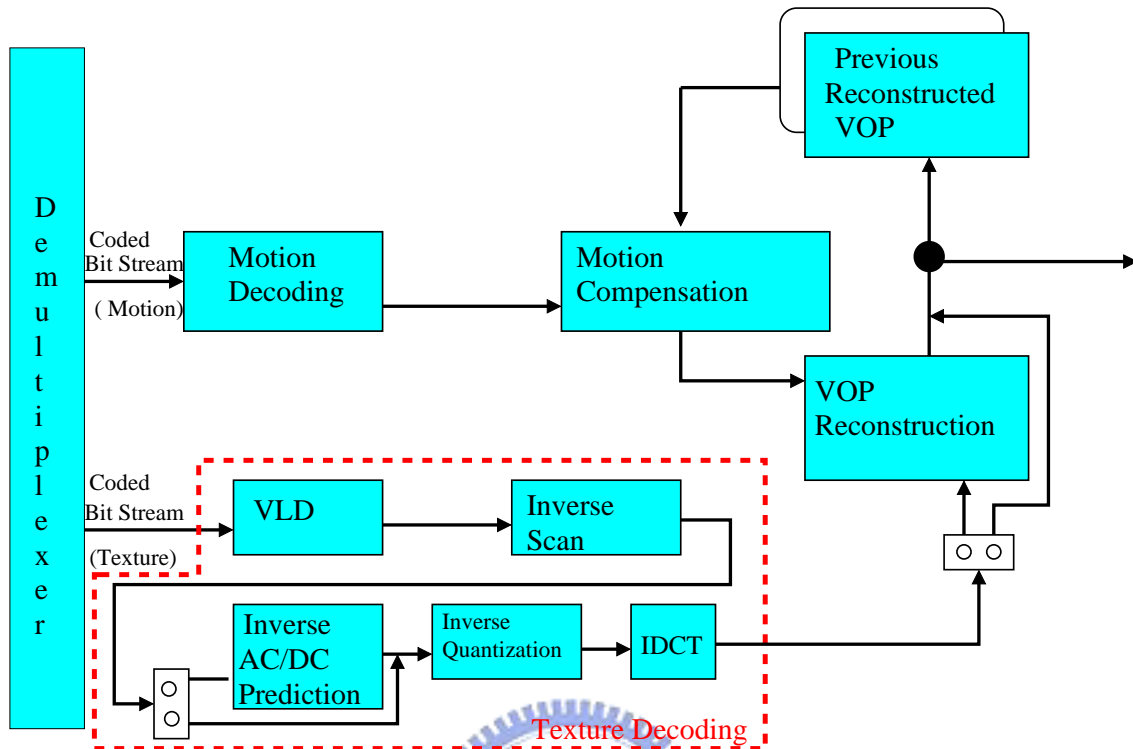 Demultiplexer
Coded
Bit Stream
( Motion)
Motion
Decoding
Motion
Compensation
Previous
Reconstructed
VOP
VOP
Reconstruction
Coded
Bit Stream
(Texture)
VLD
Inverse
Scan
Inverse
AC/DC
Prediction
Inverse
Quantization
IDCT
Texture Decoding